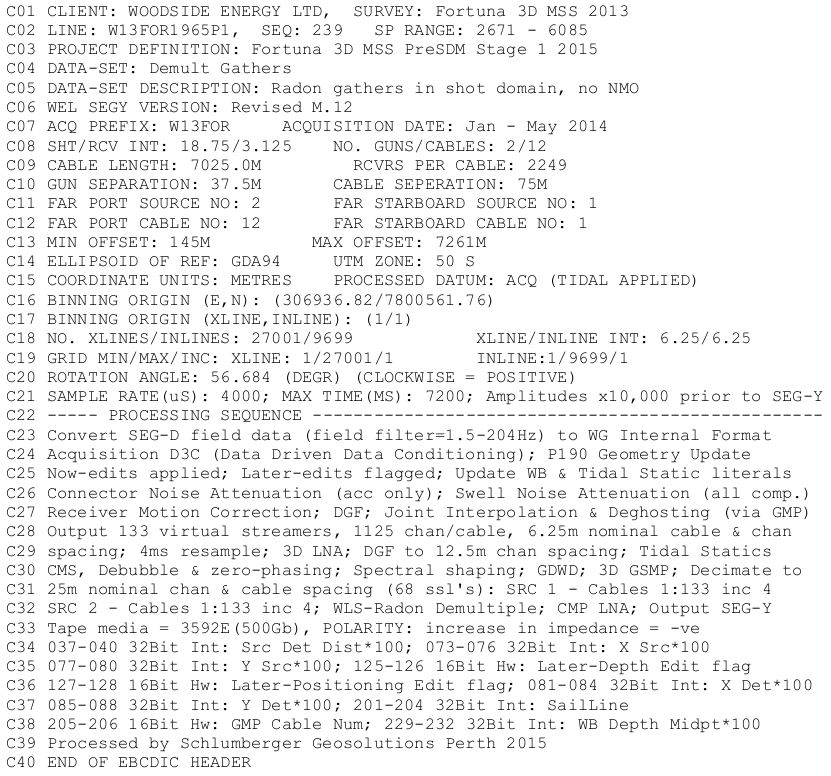 C01 CLIENT: WOODSIDE ENERGY LTD,  SURVEY: Fortuna 3D MSS 2013
C02 LINE: W13FOR1965P1,  SEQ: 239   SP RANGE: 2671 - 6085
C03 PROJECT DEFINITION: Fortuna 3D MSS PreSDM Stage 1 2015
C04 DATA-SET: Demult Gathers
C05 DATA-SET DESCRIPTION: Radon gathers in shot domain, no NMO
C06 WEL SEGY VERSION: Revised M.12
C07 ACQ PREFIX: W13FOR     ACQUISITION DATE: Jan - May 2014
C08 SHT/RCV INT: 18.75/3.125    NO. GUNS/CABLES: 2/12
C09 CABLE LENGTH: 7025.0M         RCVRS PER CABLE: 2249
C10 GUN SEPARATION: 37.5M       CABLE SEPERATION: 75M
C11 FAR PORT SOURCE NO: 2       FAR STARBOARD SOURCE NO: 1
C12 FAR PORT CABLE NO: 12       FAR STARBOARD CABLE NO: 1
C13 MIN OFFSET: 145M          MAX OFFSET: 7261M
C14 ELLIPSOID OF REF: GDA94     UTM ZONE: 50 S
C15 COORDINATE UNITS: METRES    PROCESSED DATUM: ACQ (TIDAL APPLIED)
C16 BINNING ORIGIN (E,N): (306936.82/7800561.76)
C17 BINNING ORIGIN (XLINE,INLINE): (1/1)
C18 NO. XLINES/INLINES: 27001/9699            XLINE/INLINE INT: 6.25/6.25
C19 GRID MIN/MAX/INC: XLINE: 1/27001/1        INLINE:1/9699/1
C20 ROTATION ANGLE: 56.684 (DEGR) (CLOCKWISE = POSITIVE)
C21 SAMPLE RATE(uS): 4000; MAX TIME(MS): 7200; Amplitudes x10,000 prior to SEG-Y
C22 ----- PROCESSING SEQUENCE --------------------------------------------------
C23 Convert SEG-D field data (field filter=1.5-204Hz) to WG Internal Format
C24 Acquisition D3C (Data Driven Data Conditioning); P190 Geometry Update
C25 Now-edits applied; Later-edits flagged; Update WB & Tidal Static literals
C26 Connector Noise Attenuation (acc only); Swell Noise Attenuation (all comp.)
C27 Receiver Motion Correction; DGF; Joint Interpolation & Deghosting (via GMP)
C28 Output 133 virtual streamers, 1125 chan/cable, 6.25m nominal cable & chan
C29 spacing; 4ms resample; 3D LNA; DGF to 12.5m chan spacing; Tidal Statics
C30 CMS, Debubble & zero-phasing; Spectral shaping; GDWD; 3D GSMP; Decimate to
C31 25m nominal chan & cable spacing (68 ssl's): SRC 1 - Cables 1:133 inc 4
C32 SRC 2 - Cables 1:133 inc 4; WLS-Radon Demultiple; CMP LNA; Output SEG-Y
C33 Tape media = 3592E(500Gb), POLARITY: increase in impedance = -ve
C34 037-040 32Bit Int: Src Det Dist*100; 073-076 32Bit Int: X Src*100
C35 077-080 32Bit Int: Y Src*100; 125-126 16Bit Hw: Later-Depth Edit flag
C36 127-128 16Bit Hw: Later-Positioning Edit flag; 081-084 32Bit Int: X Det*100
C37 085-088 32Bit Int: Y Det*100; 201-204 32Bit Int: SailLine
C38 205-206 16Bit Hw: GMP Cable Num; 229-232 32Bit Int: WB Depth Midpt*100
C39 Processed by Schlumberger Geosolutions Perth 2015
C40 END OF EBCDIC HEADER